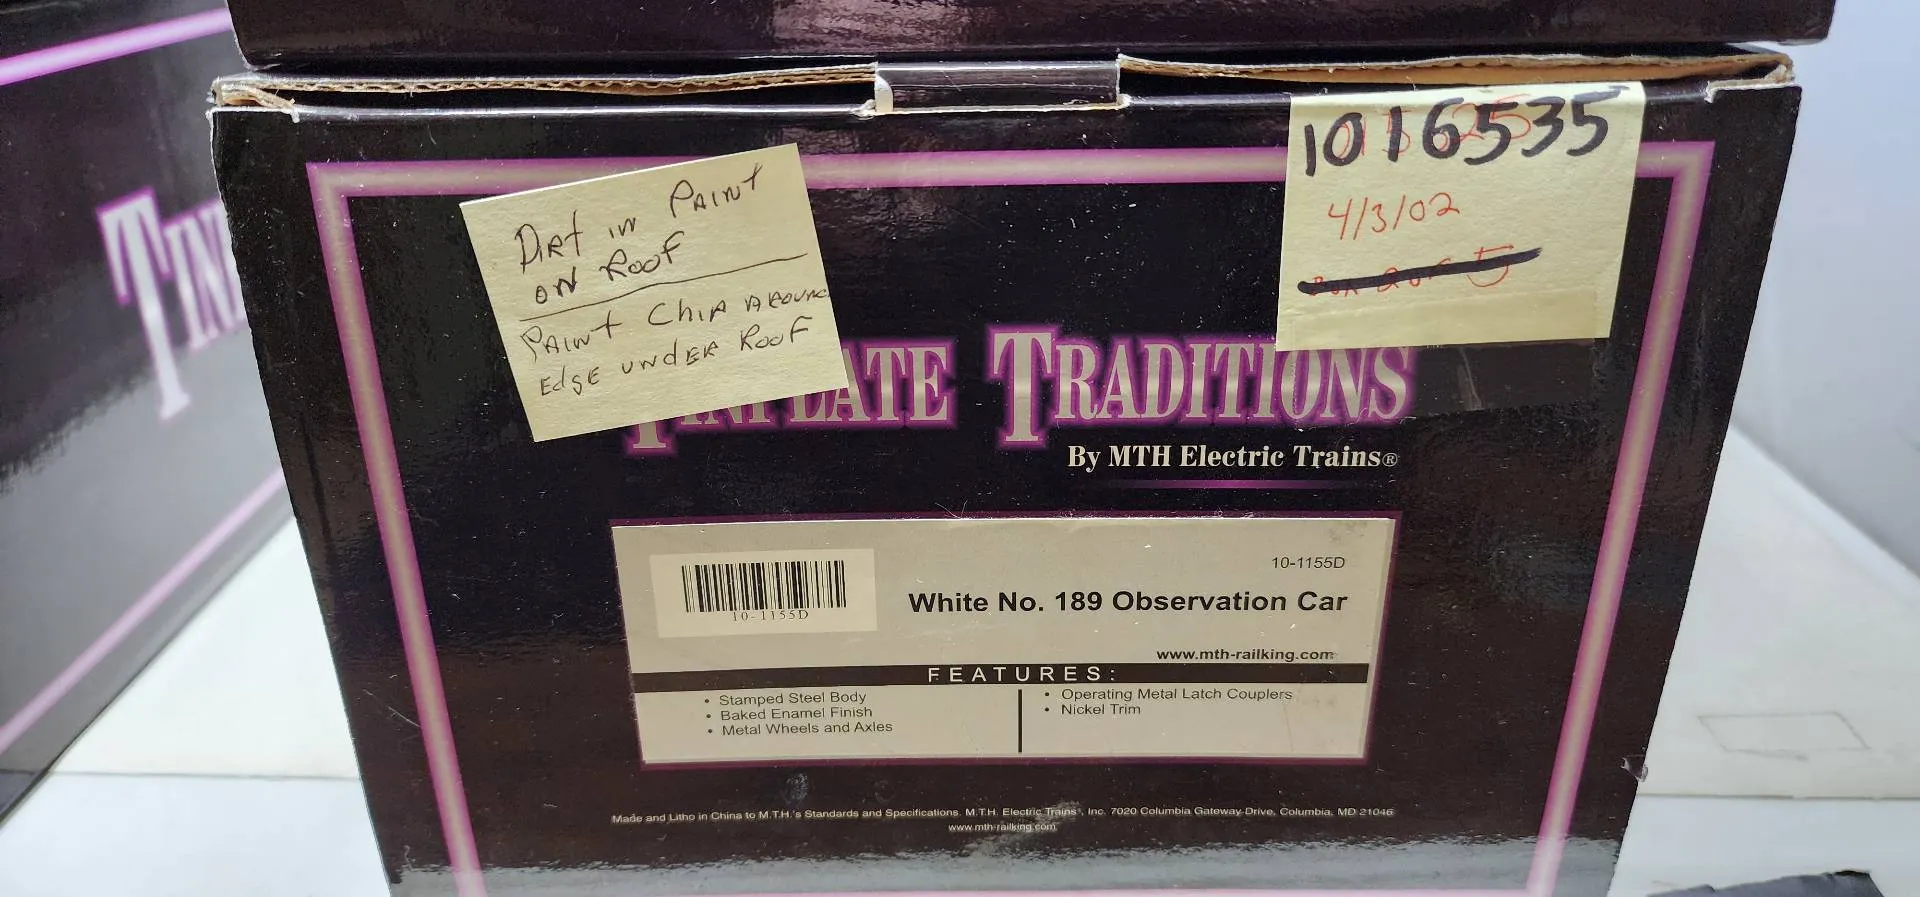 1016535
4/3/02
Dirt in Paint
on Roof
Paint Chip Around
Edge under Roof
TIN
TINPLATE TRADITIONS
By MTH Electric Trains®
10-1155D
10-1155D
White No. 189 Observation Car
www.mth-railking.com
FEATURES:
• Stamped Steel Body
• Baked Enamel Finish
• Metal Wheels and Axles
• Operating Metal Latch Couplers
• Nickel Trim
Made and Litho in China to M.T.H.'s Standards and Specifications. M.T.H. Electric Trains®, Inc. 7020 Columbia Gateway Drive, Columbia, MD 21046
www.mth-railking.com